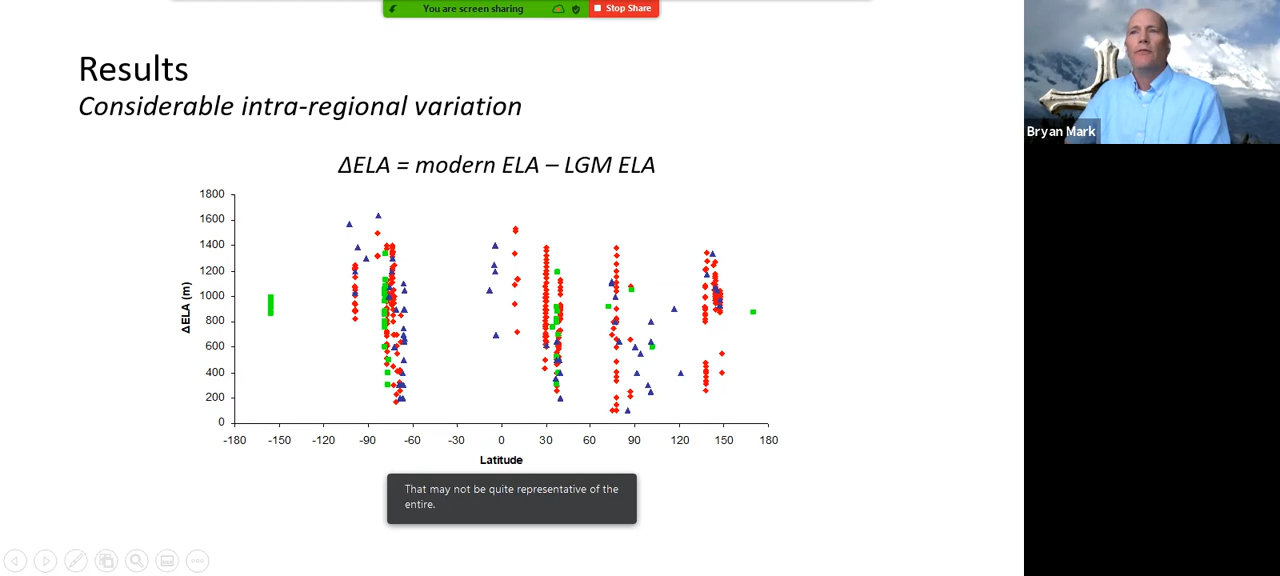 You are screen sharing
Stop Share
Results
Considerable intra-regional variation
ΔELA = modern ELA – LGM ELA
1800
1600
1400
1200
1000
800
600
400
200
0
ΔELA (m)
-180 -150 -120 -90 -60 -30 0 30 60 90 120 150 180
Latitude
That may not be quite representative of the
entire.
Bryan Mark